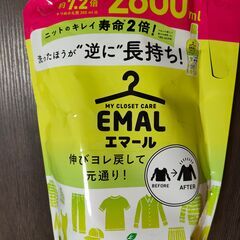 約7.2倍
2600ml
ニットのキレイ寿命2倍!
洗ったほうが"逆に"長持ち!
MY CLOSET CARE
EMAL
エマール
伸びヨレ戻して
元通り!
BEFORE
AFTER